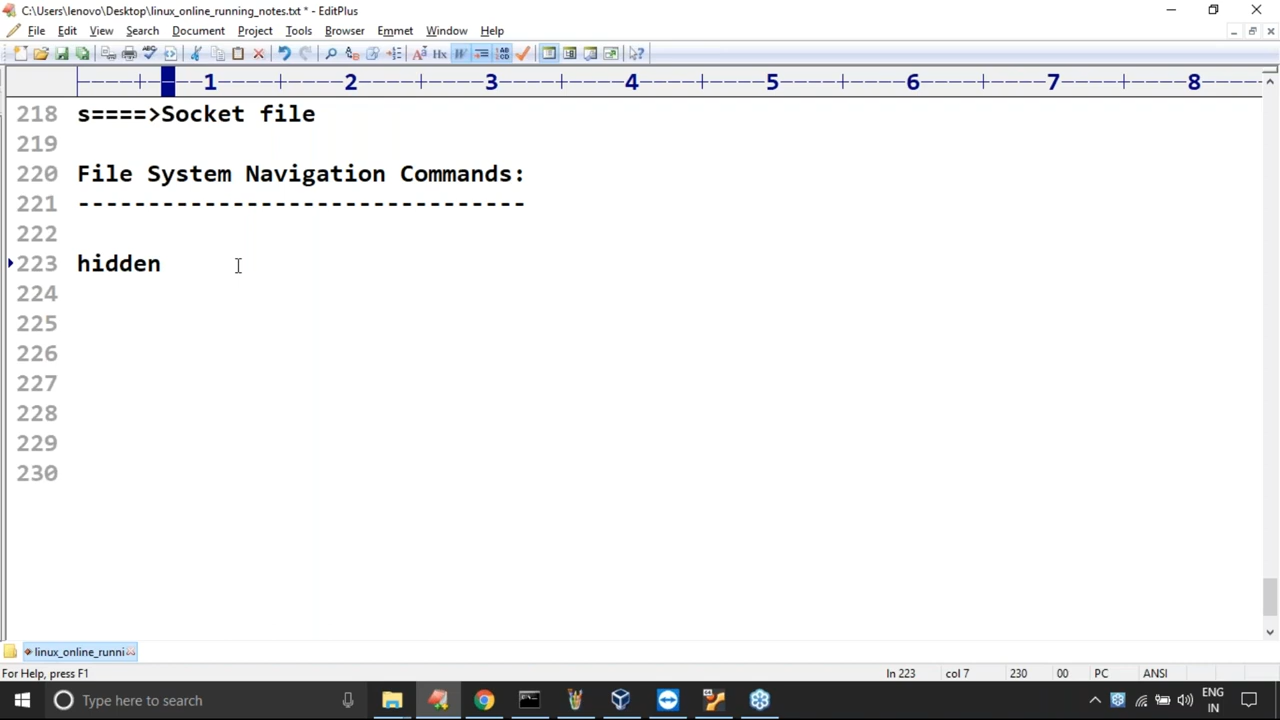 C:\Users\lenovo\Desktop\linux_online_running_notes.txt * - EditPlus
File Edit View Search Document Project Tools Browser Emmet Window Help
1 2 3 4 5 6 7 8
218 s====>Socket file
219
220 File System Navigation Commands:
221 --------------------------------
222
223 hidden
224
225
226
227
228
229
230
linux_online_runni
For Help, press F1 ln 223 col 7 230 00 PC ANSI
Type here to search ENG
IN